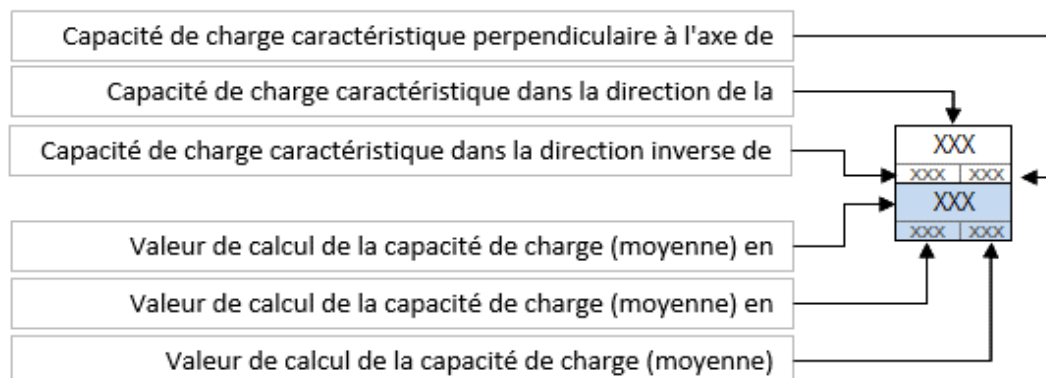 Capacité de charge caractéristique perpendiculaire à l'axe de
Capacité de charge caractéristique dans la direction de la
XXX
Capacité de charge caractéristique dans la direction inverse de
XXX XXX
XXX
XXX XXX
Valeur de calcul de la capacité de charge (moyenne) en
Valeur de calcul de la capacité de charge (moyenne) en
Valeur de calcul de la capacité de charge (moyenne)